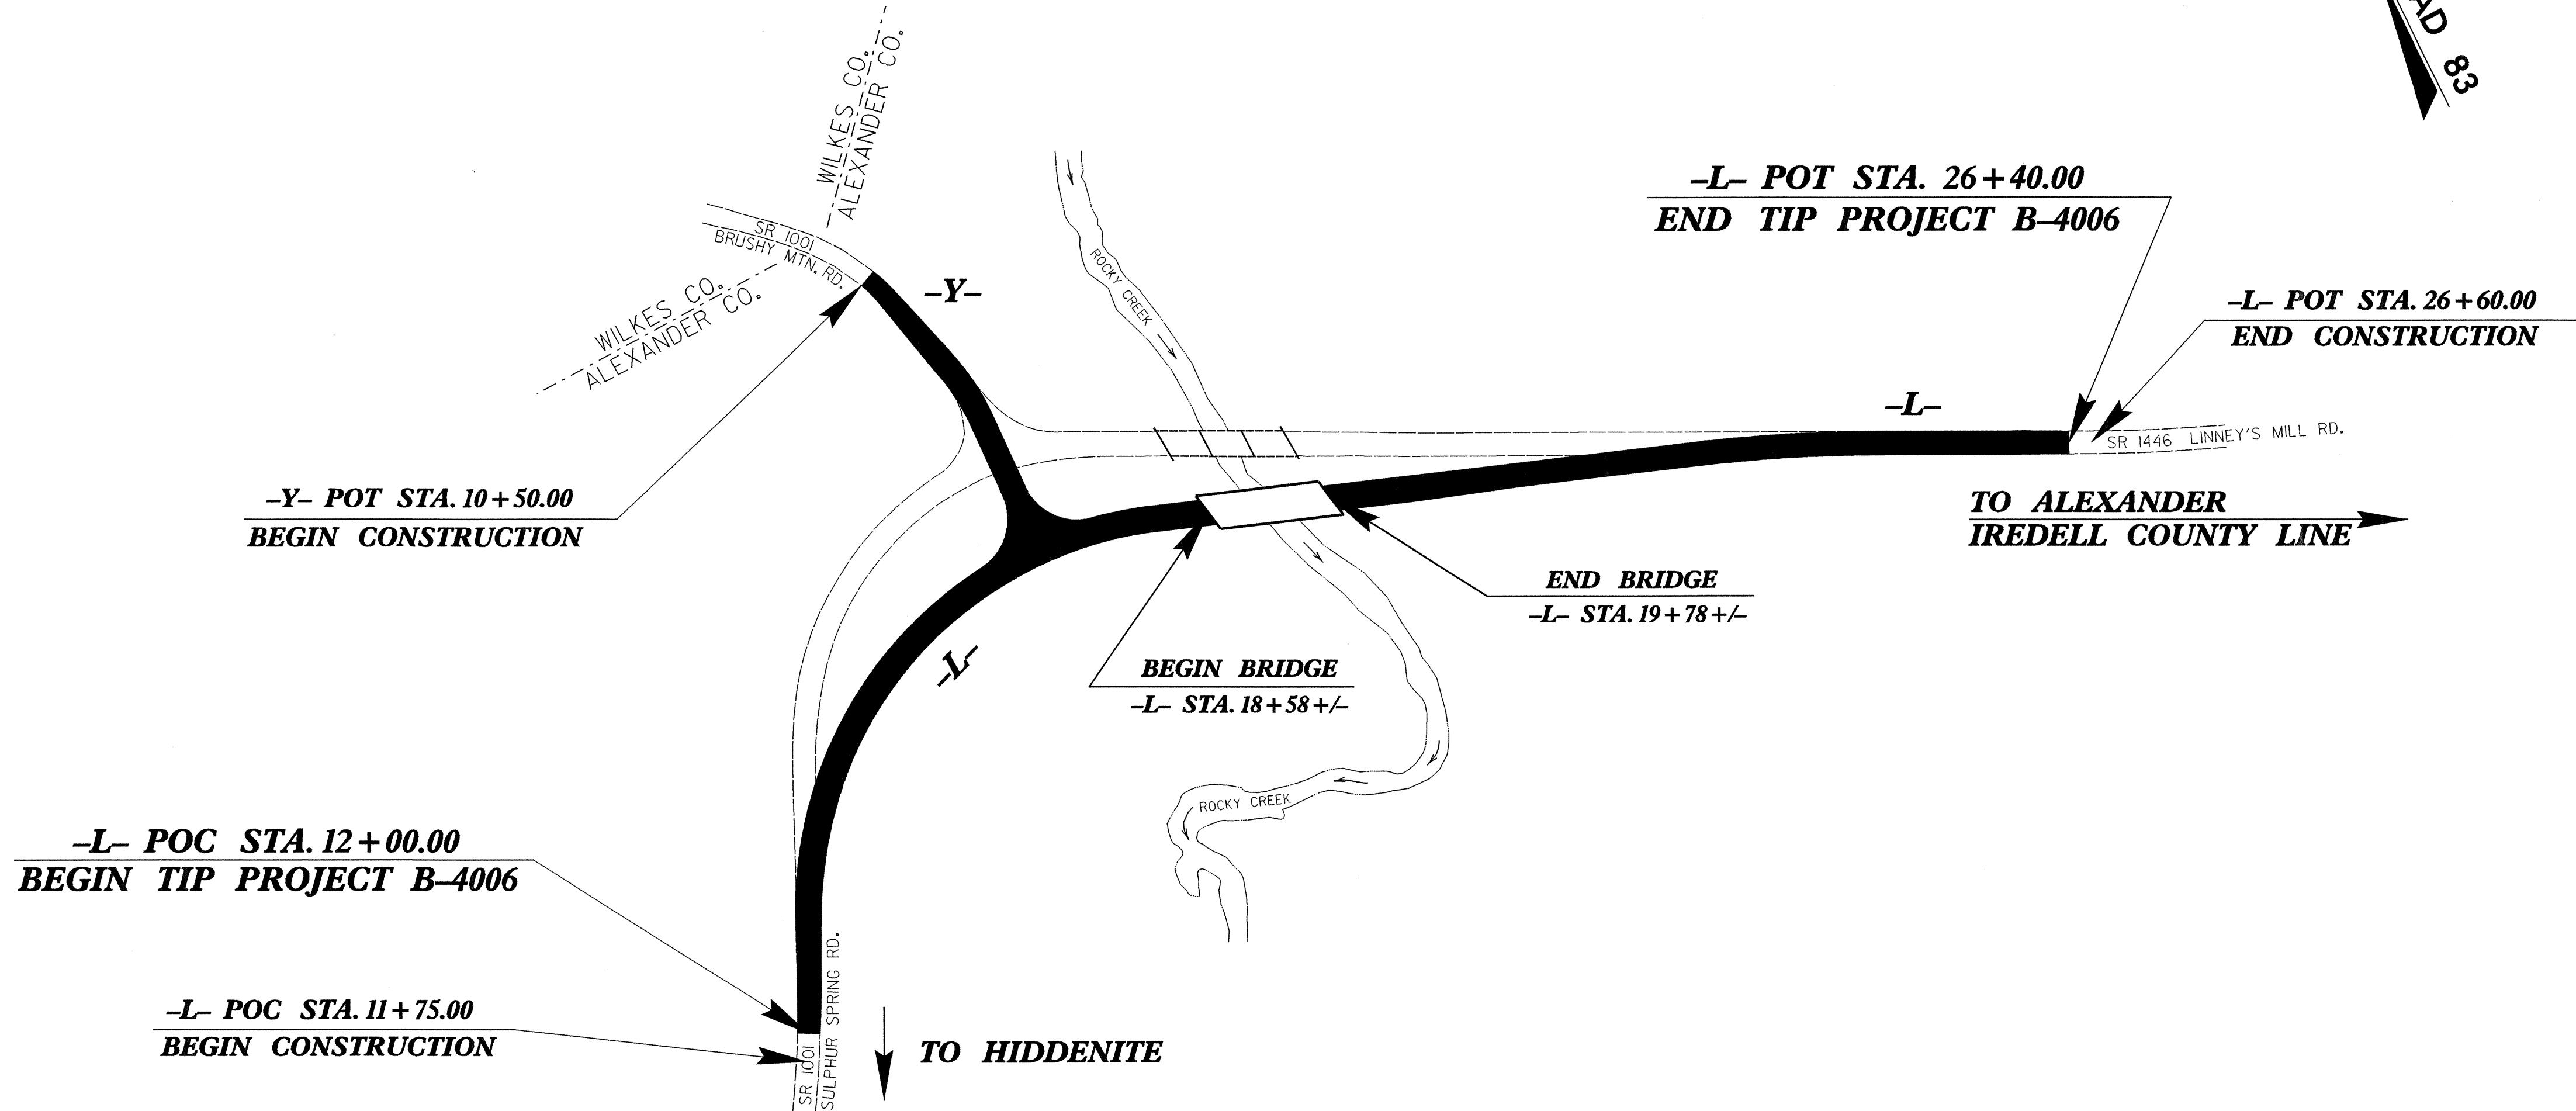 AD 83
WILKES CO.
ALEXANDER CO.
SR 1001
BRUSHY MTN. RD.
WILKES CO.
ALEXANDER CO.
–Y–
ROCKY CREEK
–L– POT STA. 26+40.00
END TIP PROJECT B–4006
–L– POT STA. 26+60.00
END CONSTRUCTION
–L–
SR 1446 LINNEY'S MILL RD.
–Y– POT STA. 10+50.00
BEGIN CONSTRUCTION
TO ALEXANDER
IREDELL COUNTY LINE
END BRIDGE
–L– STA. 19+78+/–
BEGIN BRIDGE
–L– STA. 18+58+/–
–L–
ROCKY CREEK
–L– POC STA. 12+00.00
BEGIN TIP PROJECT B–4006
–L– POC STA. 11+75.00
BEGIN CONSTRUCTION
SR 1001
SULPHUR SPRING RD.
TO HIDDENITE